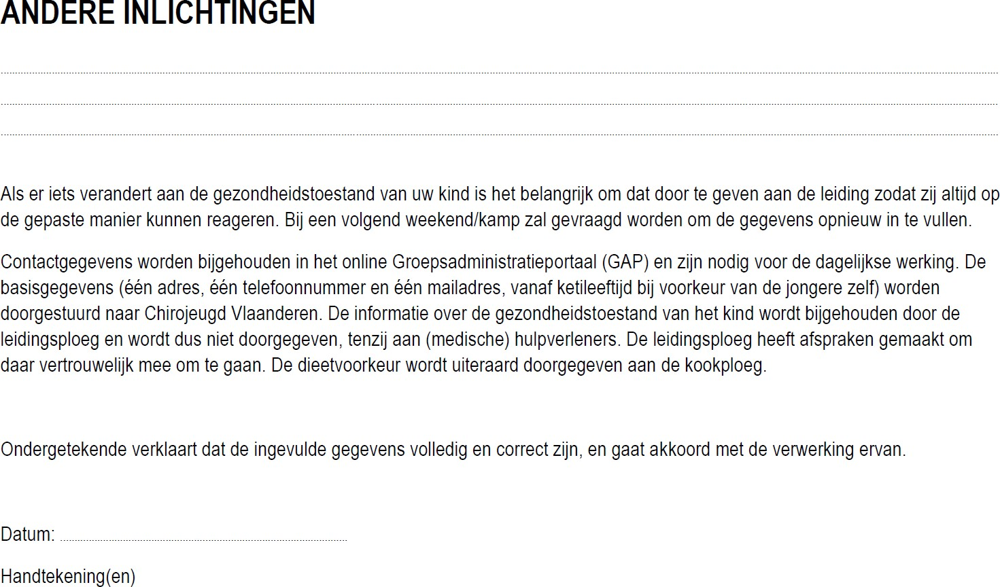 ANDERE INLICHTINGEN
Als er iets verandert aan de gezondheidstoestand van uw kind is het belangrijk om dat door te geven aan de leiding zodat zij altijd op
de gepaste manier kunnen reageren. Bij een volgend weekend/kamp zal gevraagd worden om de gegevens opnieuw in te vullen.
Contactgegevens worden bijgehouden in het online Groepsadministratieportaal (GAP) en zijn nodig voor de dagelijkse werking. De
basisgegevens (één adres, één telefoonnummer en één mailadres, vanaf ketileeftijd bij voorkeur van de jongere zelf) worden
doorgestuurd naar Chirojeugd Vlaanderen. De informatie over de gezondheidstoestand van het kind wordt bijgehouden door de
leidingsploeg en wordt dus niet doorgegeven, tenzij aan (medische) hulpverleners. De leidingsploeg heeft afspraken gemaakt om
daar vertrouwelijk mee om te gaan. De dieetvoorkeur wordt uiteraard doorgegeven aan de kookploeg.
Ondergetekende verklaart dat de ingevulde gegevens volledig en correct zijn, en gaat akkoord met de verwerking ervan.
Datum:
Handtekening(en)